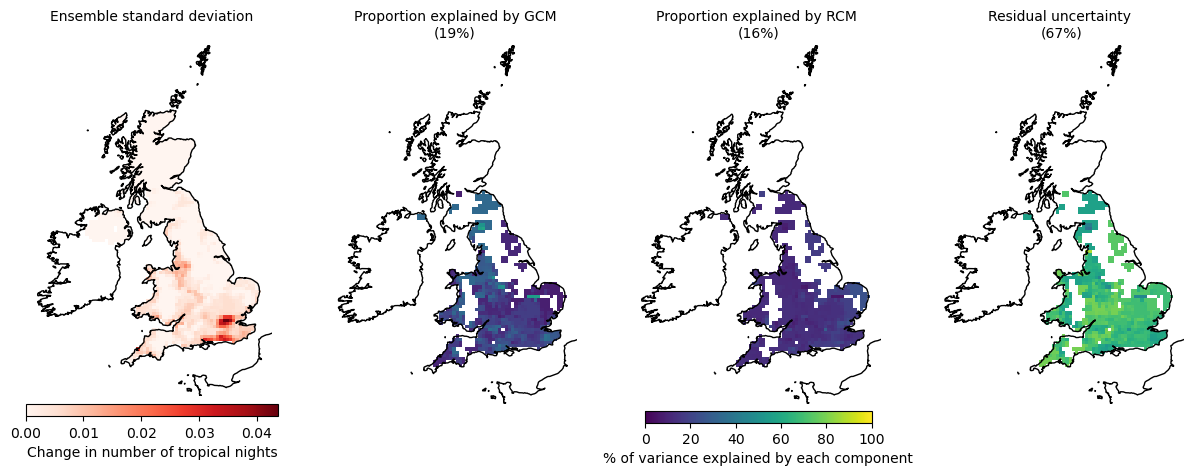 Ensemble standard deviation
Proportion explained by GCM
(19%)
Proportion explained by RCM
(16%)
Residual uncertainty
(67%)
0.00 0.01 0.02 0.03 0.04
Change in number of tropical nights
0 20 40 60 80 100
% of variance explained by each component